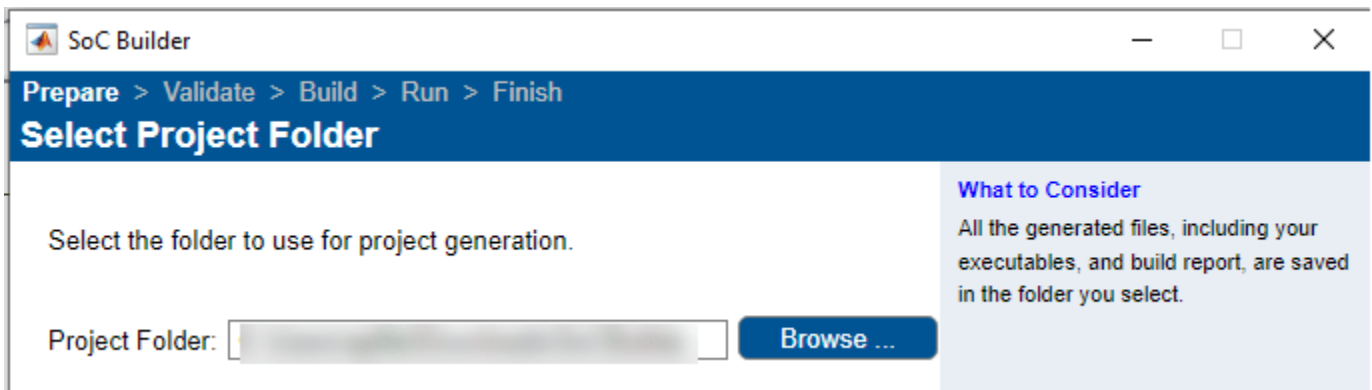 SoC Builder
Prepare > Validate > Build > Run > Finish
Select Project Folder
What to Consider
All the generated files, including your
executables, and build report, are saved
in the folder you select.
Select the folder to use for project generation.
Project Folder:
Browse ...